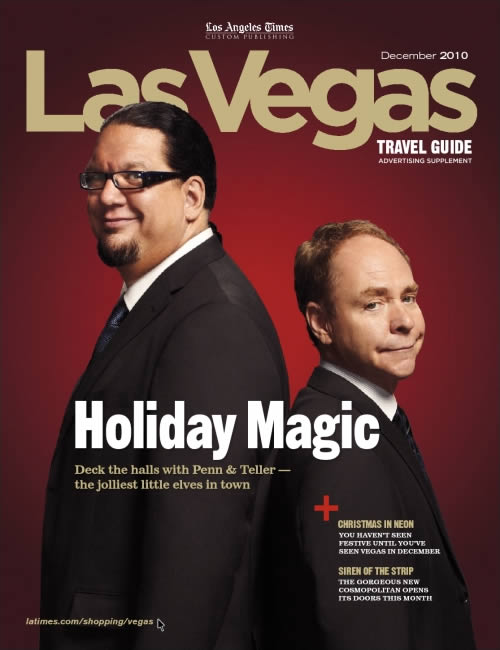 Los Angeles Times
CUSTOM PUBLISHING
December 2010
Las Vegas
TRAVEL GUIDE
ADVERTISING SUPPLEMENT
Holiday Magic
Deck the halls with Penn & Teller —
the jolliest little elves in town
+
CHRISTMAS IN NEON
YOU HAVEN'T SEEN
FESTIVE UNTIL YOU'VE
SEEN VEGAS IN DECEMBER
SIREN OF THE STRIP
THE GORGEOUS NEW
COSMOPOLITAN OPENS
ITS DOORS THIS MONTH
latimes.com/shopping/vegas